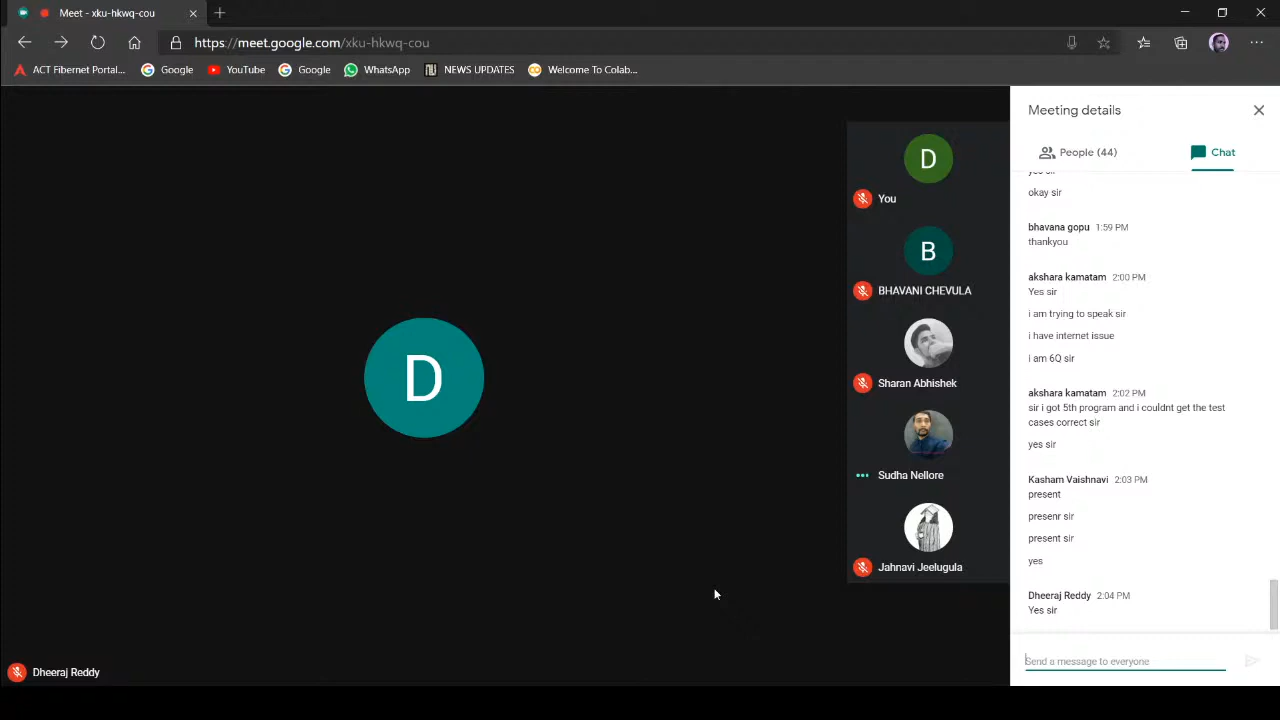 Meet - xku-hkwq-cou
https://meet.google.com/xku-hkwq-cou
ACT Fibernet Portal...
Google
YouTube
Google
WhatsApp
NEWS UPDATES
Welcome To Colab...
D
Dheeraj Reddy
D
You
B
BHAVANI CHEVULA
Sharan Abhishek
Sudha Nellore
Jahnavi Jeelugula
Meeting details
People (44)
Chat
yes sir
okay sir
bhavana gopu 1:59 PM
thankyou
akshara kamatam 2:00 PM
Yes sir
i am trying to speak sir
i have internet issue
i am 6Q sir
akshara kamatam 2:02 PM
sir i got 5th program and i couldnt get the test
cases correct sir
yes sir
Kasham Vaishnavi 2:03 PM
present
presenr sir
present sir
yes
Dheeraj Reddy 2:04 PM
Yes sir
Send a message to everyone